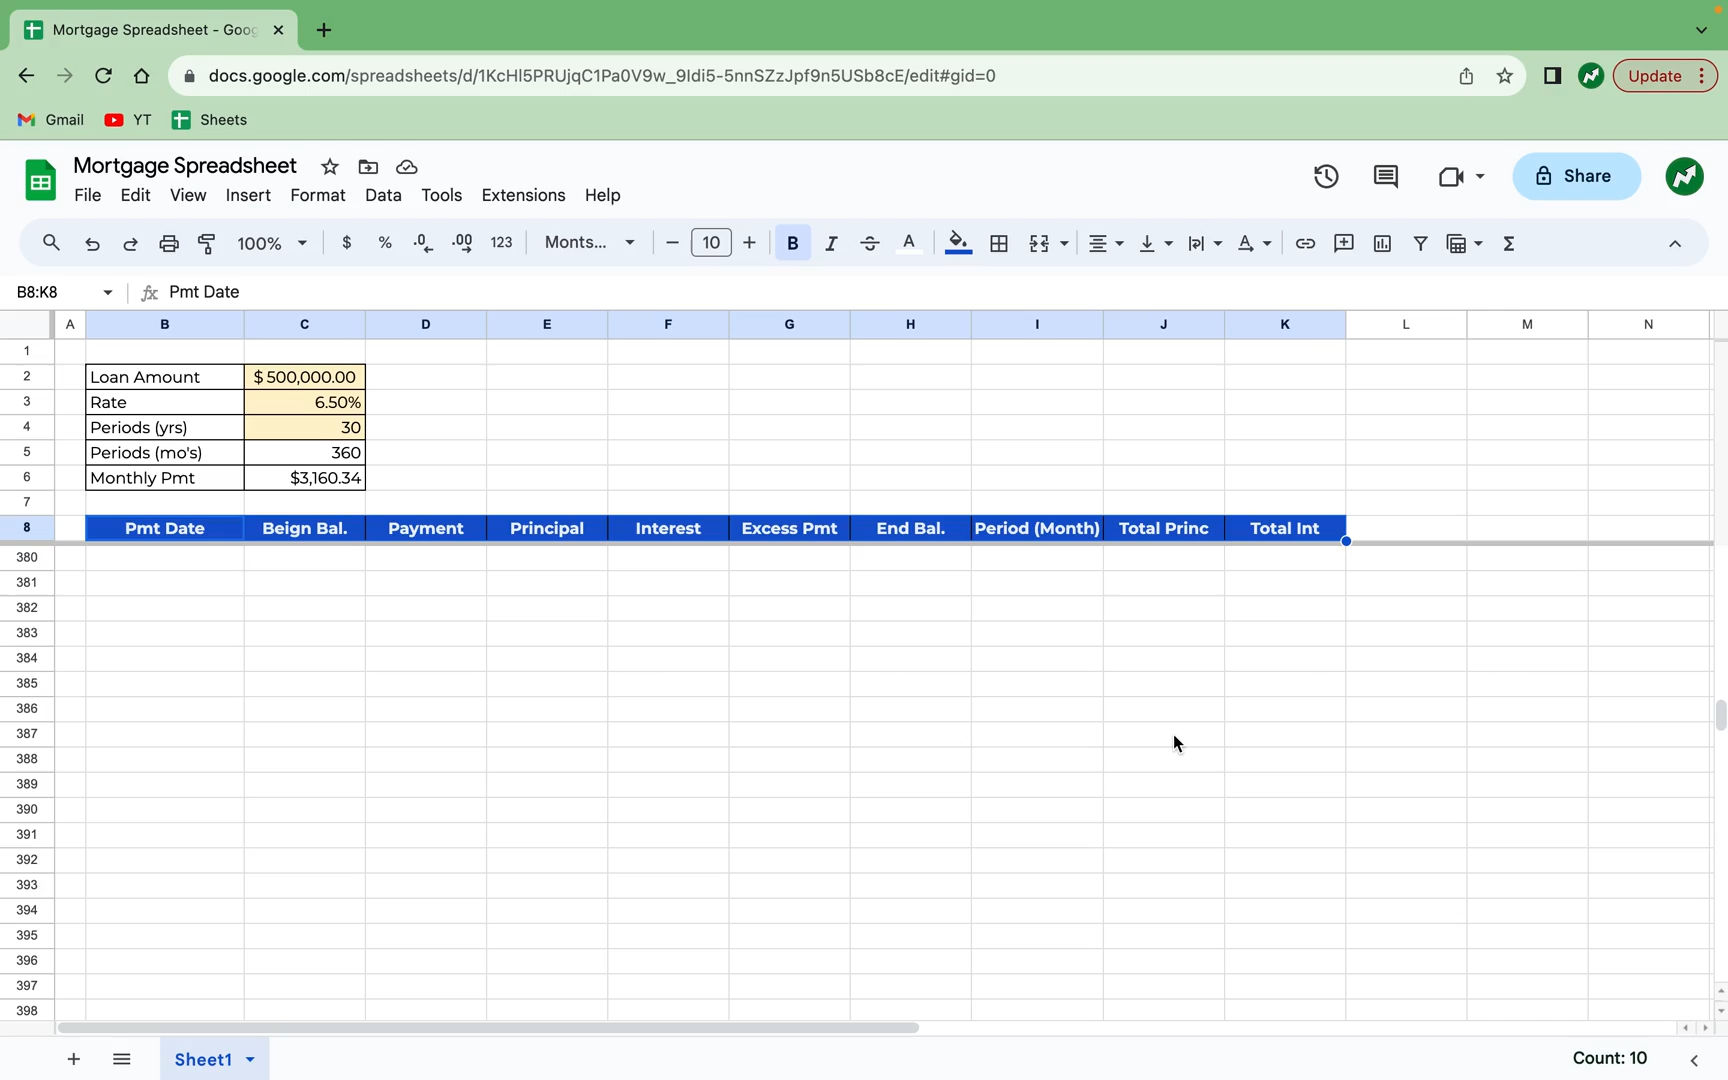 Mortgage Spreadsheet - Goog
docs.google.com/spreadsheets/d/1KcHl5PRUjqC1Pa0V9w_9Idi5-5nnSZzJpf9n5USb8cE/edit#gid=0
Update
Gmail YT Sheets
Mortgage Spreadsheet
File Edit View Insert Format Data Tools Extensions Help
Share
100% $ % .0 .00 123 Monts... 10 B I S A
B8:K8 fx Pmt Date
A B C D E F G H I J K L M N
1
2 Loan Amount $ 500,000.00
3 Rate 6.50%
4 Periods (yrs) 30
5 Periods (mo's) 360
6 Monthly Pmt $3,160.34
7
8 Pmt Date Beign Bal. Payment Principal Interest Excess Pmt End Bal. Period (Month) Total Princ Total Int
380
381
382
383
384
385
386
387
388
389
390
391
392
393
394
395
396
397
398
Sheet1
Count: 10